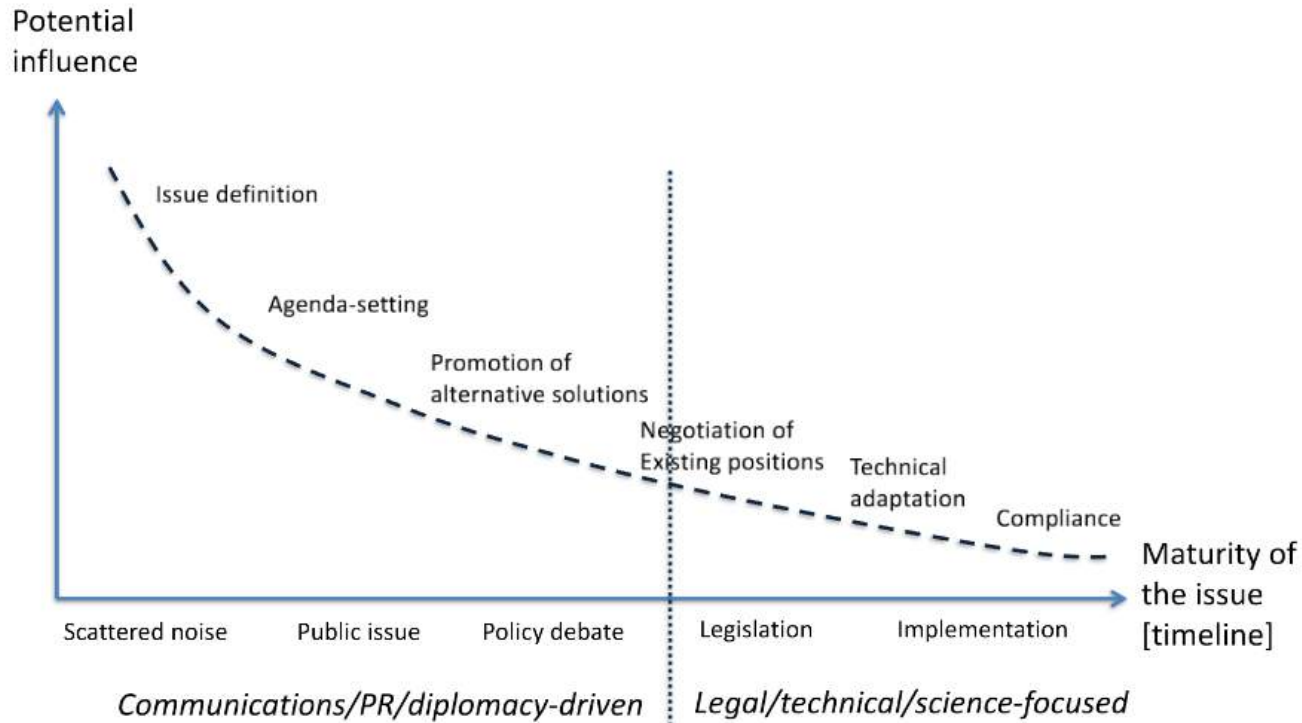 Potential
influence
Issue definition
Agenda-setting
Promotion of
alternative solutions
Negotiation of
Existing positions
Technical
adaptation
Compliance
Maturity of
the issue
[timeline]
Scattered noise
Public issue
Policy debate
Legislation
Implementation
Communications/PR/diplomacy-driven
Legal/technical/science-focused